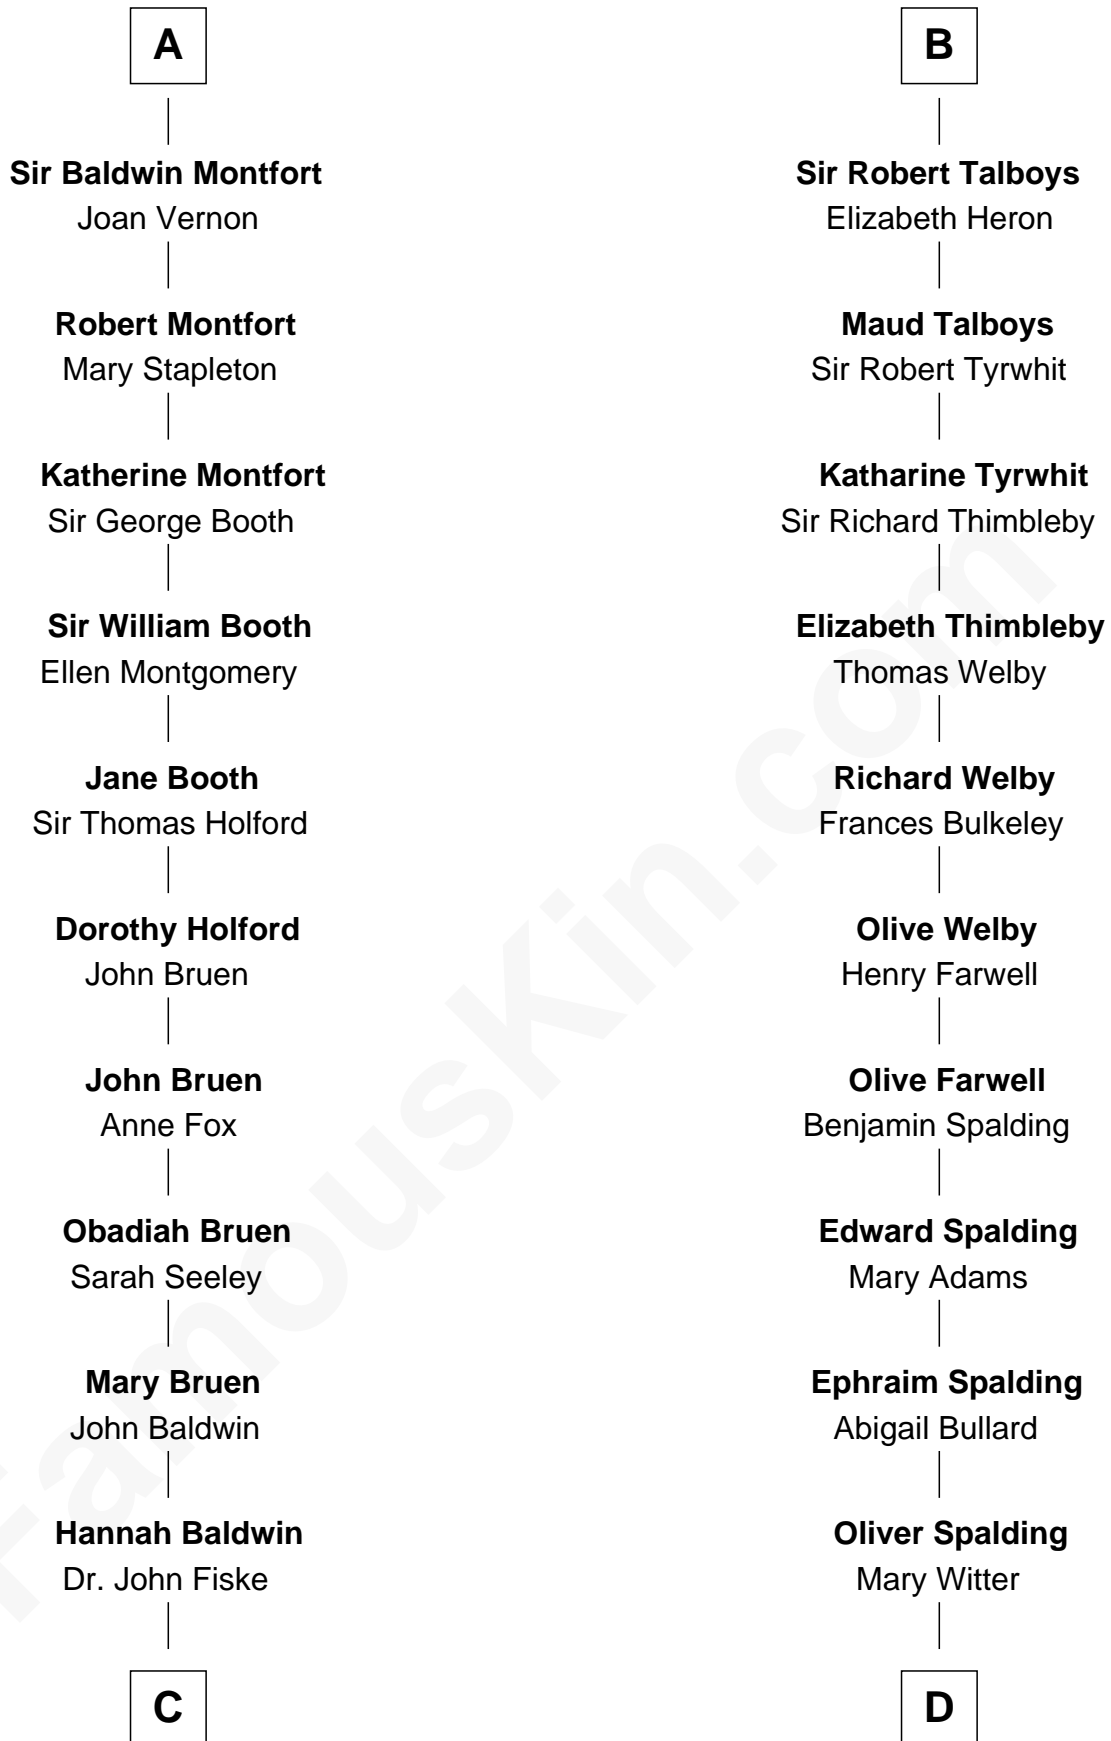 A
Sir Baldwin Montfort
Joan Vernon
Robert Montfort
Mary Stapleton
Katherine Montfort
Sir George Booth
Sir William Booth
Ellen Montgomery
Jane Booth
Sir Thomas Holford
Dorothy Holford
John Bruen
John Bruen
Anne Fox
Obadiah Bruen
Sarah Seeley
Mary Bruen
John Baldwin
Hannah Baldwin
Dr. John Fiske
C
B
Sir Robert Talboys
Elizabeth Heron
Maud Talboys
Sir Robert Tyrwhit
Katharine Tyrwhit
Sir Richard Thimbleby
Elizabeth Thimbleby
Thomas Welby
Richard Welby
Frances Bulkeley
Olive Welby
Henry Farwell
Olive Farwell
Benjamin Spalding
Edward Spalding
Mary Adams
Ephraim Spalding
Abigail Bullard
Oliver Spalding
Mary Witter
D
FamousKin.com